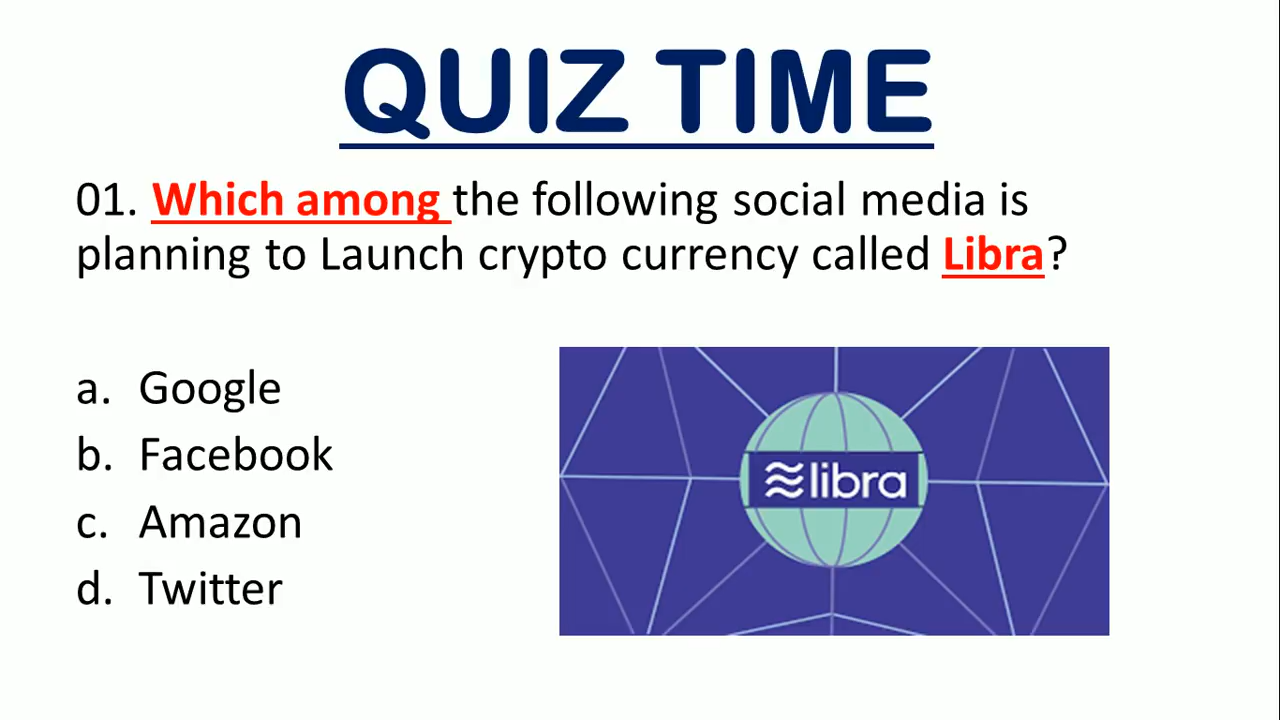 QUIZ TIME
01. Which among the following social media is
planning to Launch crypto currency called Libra?
a. Google
b. Facebook
c. Amazon
d. Twitter
libra